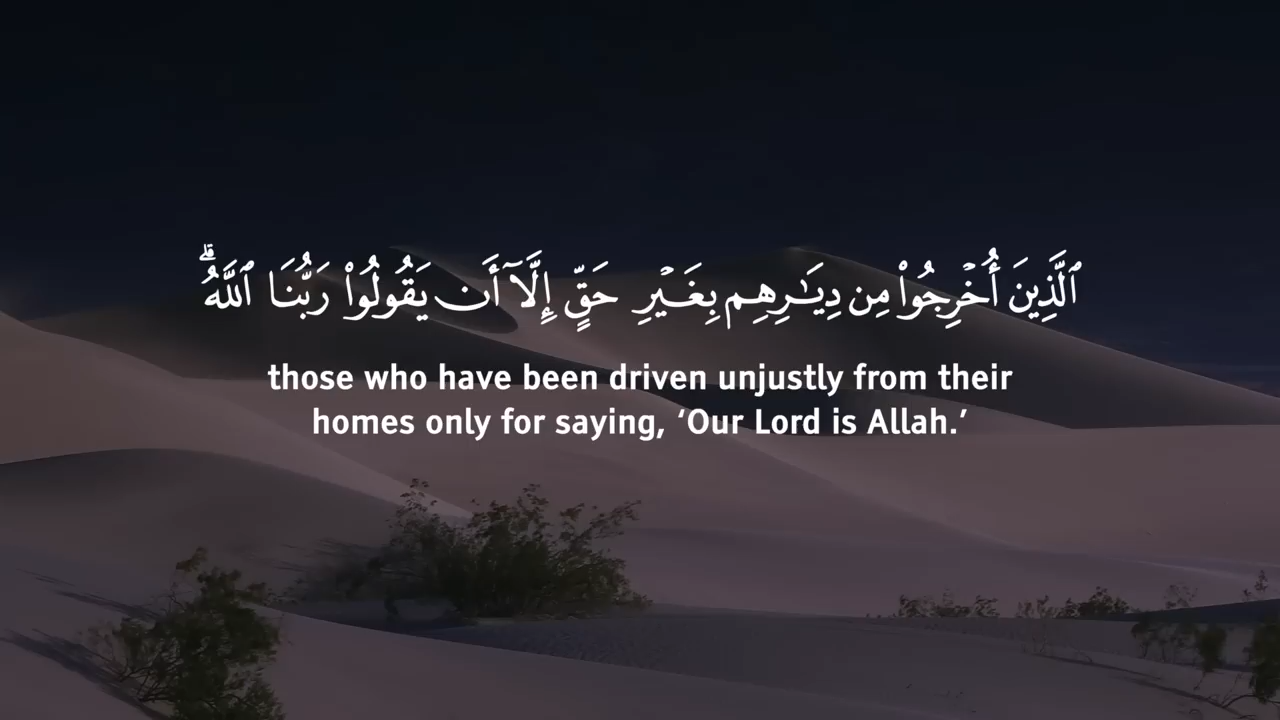 ٱلَّذِينَ أُخْرِجُوا۟ مِن دِيَـٰرِهِم بِغَيْرِ حَقٍّ إِلَّآ أَن يَقُولُوا۟ رَبُّنَا ٱللَّهُ ۗ
those who have been driven unjustly from their
homes only for saying, ‘Our Lord is Allah.’